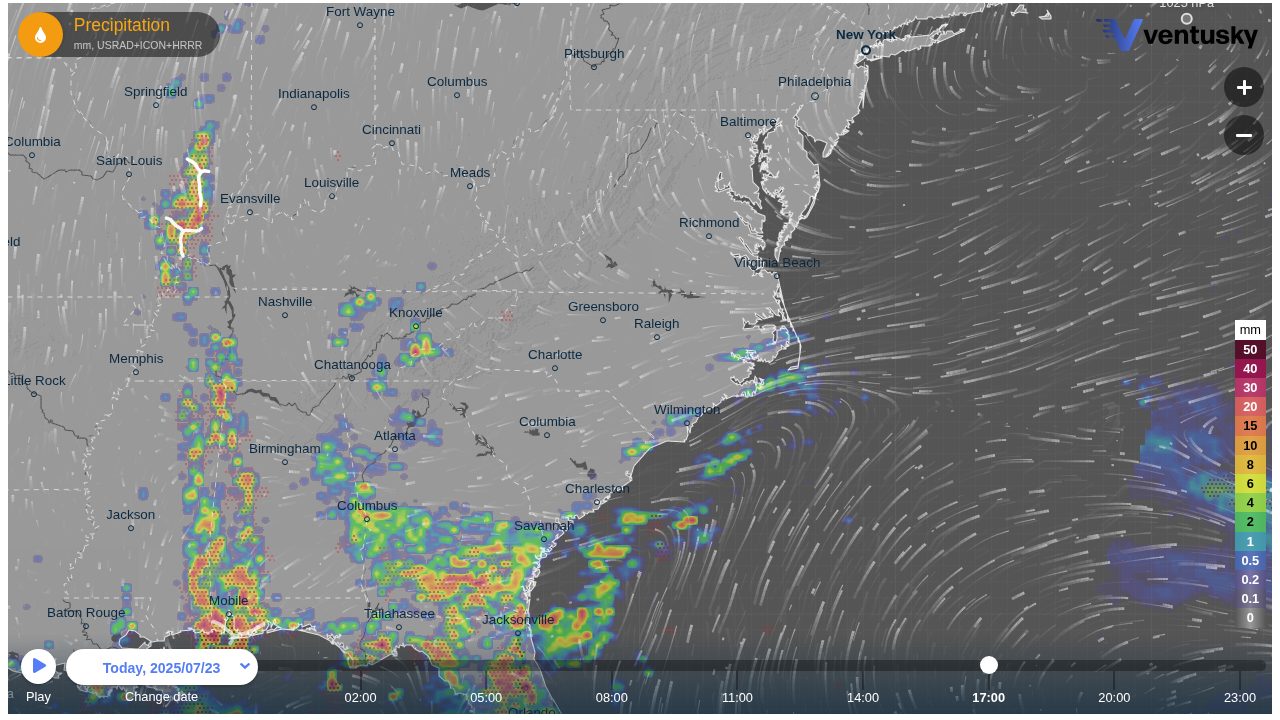 Precipitation
mm, USRAD+ICON+HRRR
Fort Wayne
1025 hPa
New York
ventusky
Pittsburgh
Philadelphia
Springfield
Indianapolis
Columbus
Baltimore
Columbia
Cincinnati
Saint Louis
Louisville
Meads
Evansville
Richmond
eld
Virginia Beach
Nashville
Knoxville
Greensboro
Raleigh
Memphis
Chattanooga
Charlotte
Little Rock
Wilmington
Columbia
Atlanta
Birmingham
Charleston
Columbus
Savannah
Jackson
Mobile
Baton Rouge
Tallahassee
Jacksonville
Orlando
+
−
mm
50
40
30
20
15
10
8
6
4
2
1
0.5
0.2
0.1
0
Today, 2025/07/23
a
Play
Change date
02:00
05:00
08:00
11:00
14:00
17:00
20:00
23:00